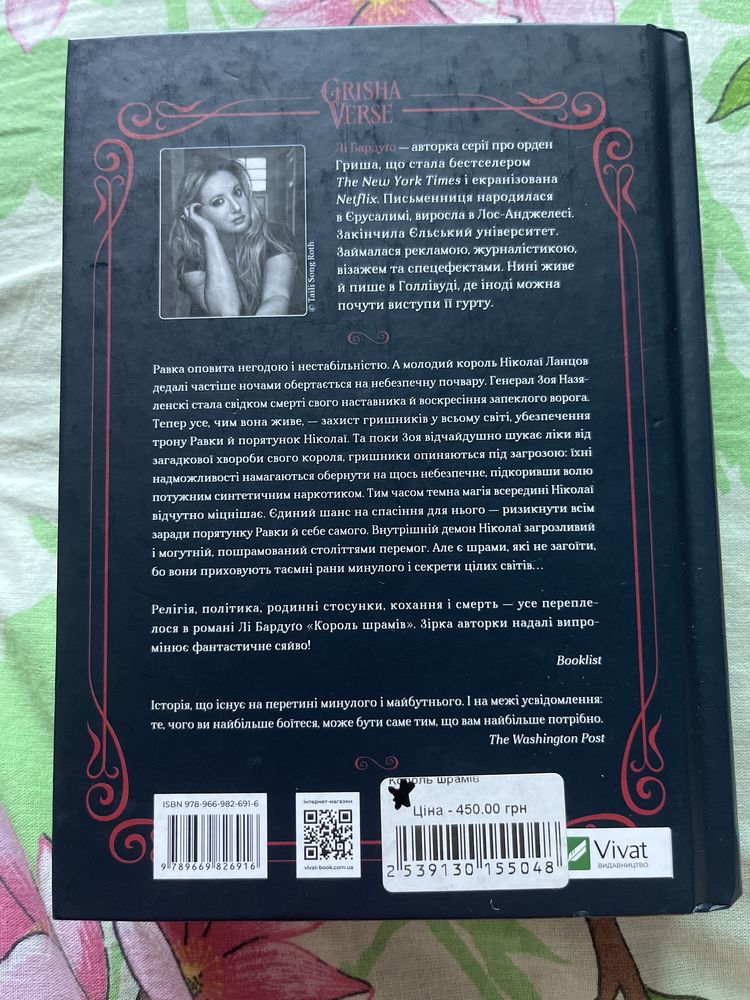 GRISHA
VERSE
Лі Бардуґо — авторка серії про орден
Гриша, що стала бестселером
The New York Times і екранізована
Netflix. Письменниця народилася
в Єрусалимі, виросла в Лос-Анджелесі.
Закінчила Єльський університет.
Займалася рекламою, журналістикою,
візажем та спецефектами. Нині живе
й пише в Голлівуді, де іноді можна
почути виступи її гурту.
© Taili Song Roth
Равка оповита негодою і нестабільністю. А молодий король Ніколаї Ланцов
дедалі частіше ночами обертається на небезпечну почвару. Генерал Зоя Назя-
ленскі стала свідком смерті свого наставника й воскресіння запеклого ворога.
Тепер усе, чим вона живе, — захист гришників у всьому світі, убезпечення
трону Равки й порятунок Ніколаї. Та поки Зоя відчайдушно шукає ліки від
загадкової хвороби свого короля, гришники опиняються під загрозою: їхні
надможливості намагаються обернути на щось небезпечне, підкоривши волю
потужним синтетичним наркотиком. Тим часом темна магія всередині Ніколаї
відчутно міцнішає. Єдиний шанс на спасіння для нього — ризикнути всім
заради порятунку Равки й себе самого. Внутрішній демон Ніколаї загрозливий
і могутній, пошрамований століттями перемог. Але є шрами, які не загоїти,
бо вони приховують таємні рани минулого і секрети цілих світів…
Релігія, політика, родинні стосунки, кохання і смерть — усе перепле-
лося в романі Лі Бардуґо «Король шрамів». Зірка авторки надалі випро-
мінює фантастичне сяйво!
Booklist
Історія, що існує на перетині минулого і майбутнього. І на межі усвідомлення:
те, чого ви найбільше боїтеся, може бути саме тим, що вам найбільше потрібно.
The Washington Post
ISBN 978-966-982-691-6
9 789669 826916
інтернет-магазин
vivat-book.com.ua
Король шрамів
Ціна - 450.00 грн
2 539130 155048
Vivat
ВИДАВНИЦТВО